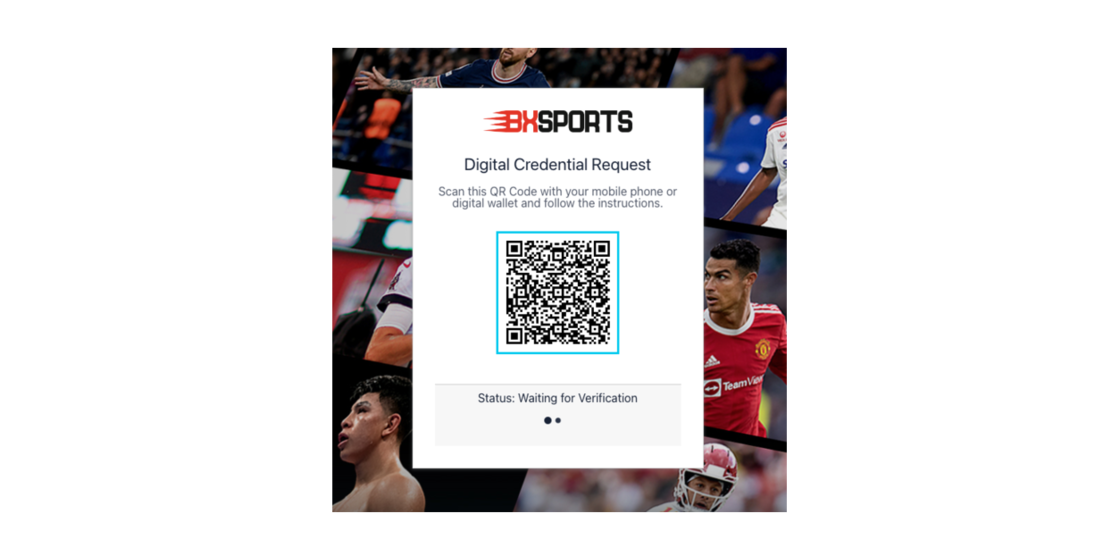 BXSPORTS
Digital Credential Request
Scan this QR Code with your mobile phone or
digital wallet and follow the instructions.
TeamViewer
Status: Waiting for Verification